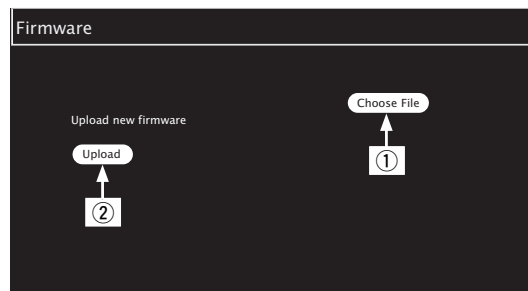 Firmware
Choose File
Upload new firmware
①
Upload
②